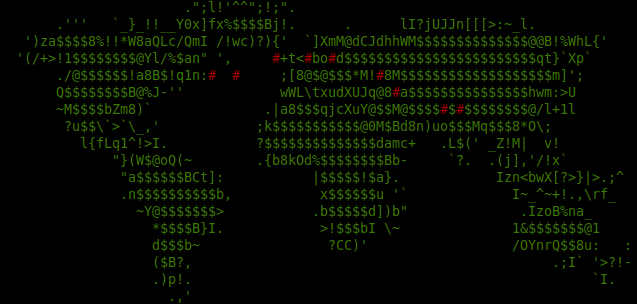 .";l!'^^";!;".
.'''   `_}_!!__Y0x]fx%$$$$Bj!.      .      lI?jUJJn[[[>:~_l.
')za$$$$8%!!*W8aQLc/QmI /!wc)?){'  `]XmM@dCJdhhWM$$$$$$$$$$$$$$@@B!%WhL{'
'(/+>!1$$$$$$$$@Yl/%$an" ',     #+t<#bo#d$$$$$$$$$$$$$$$$$$$$$$$qt}`Xp`
./@$$$$$$!a8B$!q1n:#  #     ;[8@$@$$$*M!#8M$$$$$$$$$$$$$$$$$$$m]';
Q$$$$$$$$B@%J-''            wWL\txudXUJq@8#a$$$$$$$$$$$$$$$hwm:>U
~M$$$$bZm8)`              .|a8$$$qjcXuY@$$M@$$$$#$#$$$$$$$$@/l+1l
?u$$\`>`\_,'            ;k$$$$$$$$$$$@0M$Bd8n)uo$$$Mq$$$8*O\;
l{fLq1^!>I.           ?$$$$$$$$$$$$$$damc+   .L$(' _Z!M|  v!
"}(W$@oQ(~        .{b8kOd%$$$$$$$$Bb-     `?.  .(j],'/!x`
"a$$$$$$BCt]:           |$$$$$!$a}.            Izn<bwX[?>}|>.;^
.n$$$$$$$$$$b,           x$$$$$$u '`             I~_^~+!.,\rf_
~Y@$$$$$$$>           .b$$$$$d])b"              .IzoB%na_
*$$$$B}I.            >!$$$bI \~              1&$$$$$$$@1
d$$$b~                ?CC)'                  /OYnrQ$$8u:   :
($B?,                                             .;I` '>?!-
.)p!.                                                  `I.
.,'